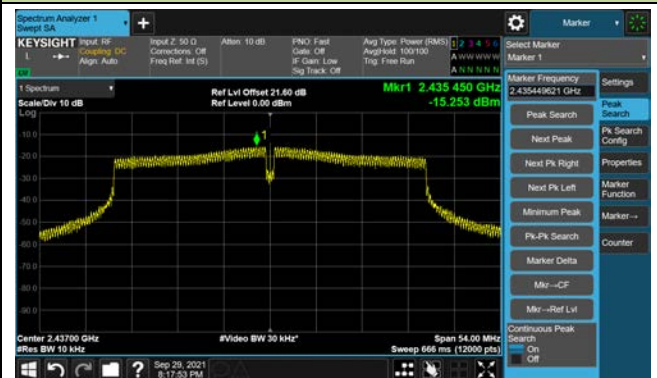 Spectrum Analyzer 1
Swept SA
+
Marker
KEYSIGHT
L
Input: RF
Coupling: DC
Align: Auto
Input Z: 50 Ω
Corrections: Off
Freq Ref: Int (S)
Atten: 10 dB
PNO: Fast
Gate: Off
IF Gain: Low
Sig Track: Off
Avg Type: Power (RMS)
Avg|Hold: 100/100
Trig: Free Run
1 2 3 4 5 6
A W W W W W
A N N N N N
Select Marker
Marker 1
1 Spectrum
Scale/Div 10 dB
Log
Ref Lvl Offset 21.60 dB
Ref Level 0.00 dBm
Mkr1 2.435 450 GHz
-15.253 dBm
1
-10.0
-20.0
-30.0
-40.0
-50.0
-60.0
-70.0
-80.0
-90.0
Center 2.43700 GHz
#Res BW 10 kHz
#Video BW 30 kHz*
Span 54.00 MHz
Sweep 666 ms (12000 pts)
Marker Frequency
2.435449621 GHz
Peak Search
Next Peak
Next Pk Right
Next Pk Left
Minimum Peak
Pk-Pk Search
Marker Delta
Mkr→CF
Mkr→Ref Lvl
Continuous Peak
Search
On
Off
Settings
Peak
Search
Pk Search
Config
Properties
Marker
Function
Marker→
Counter
?
Sep 29, 2021
8:17:53 PM